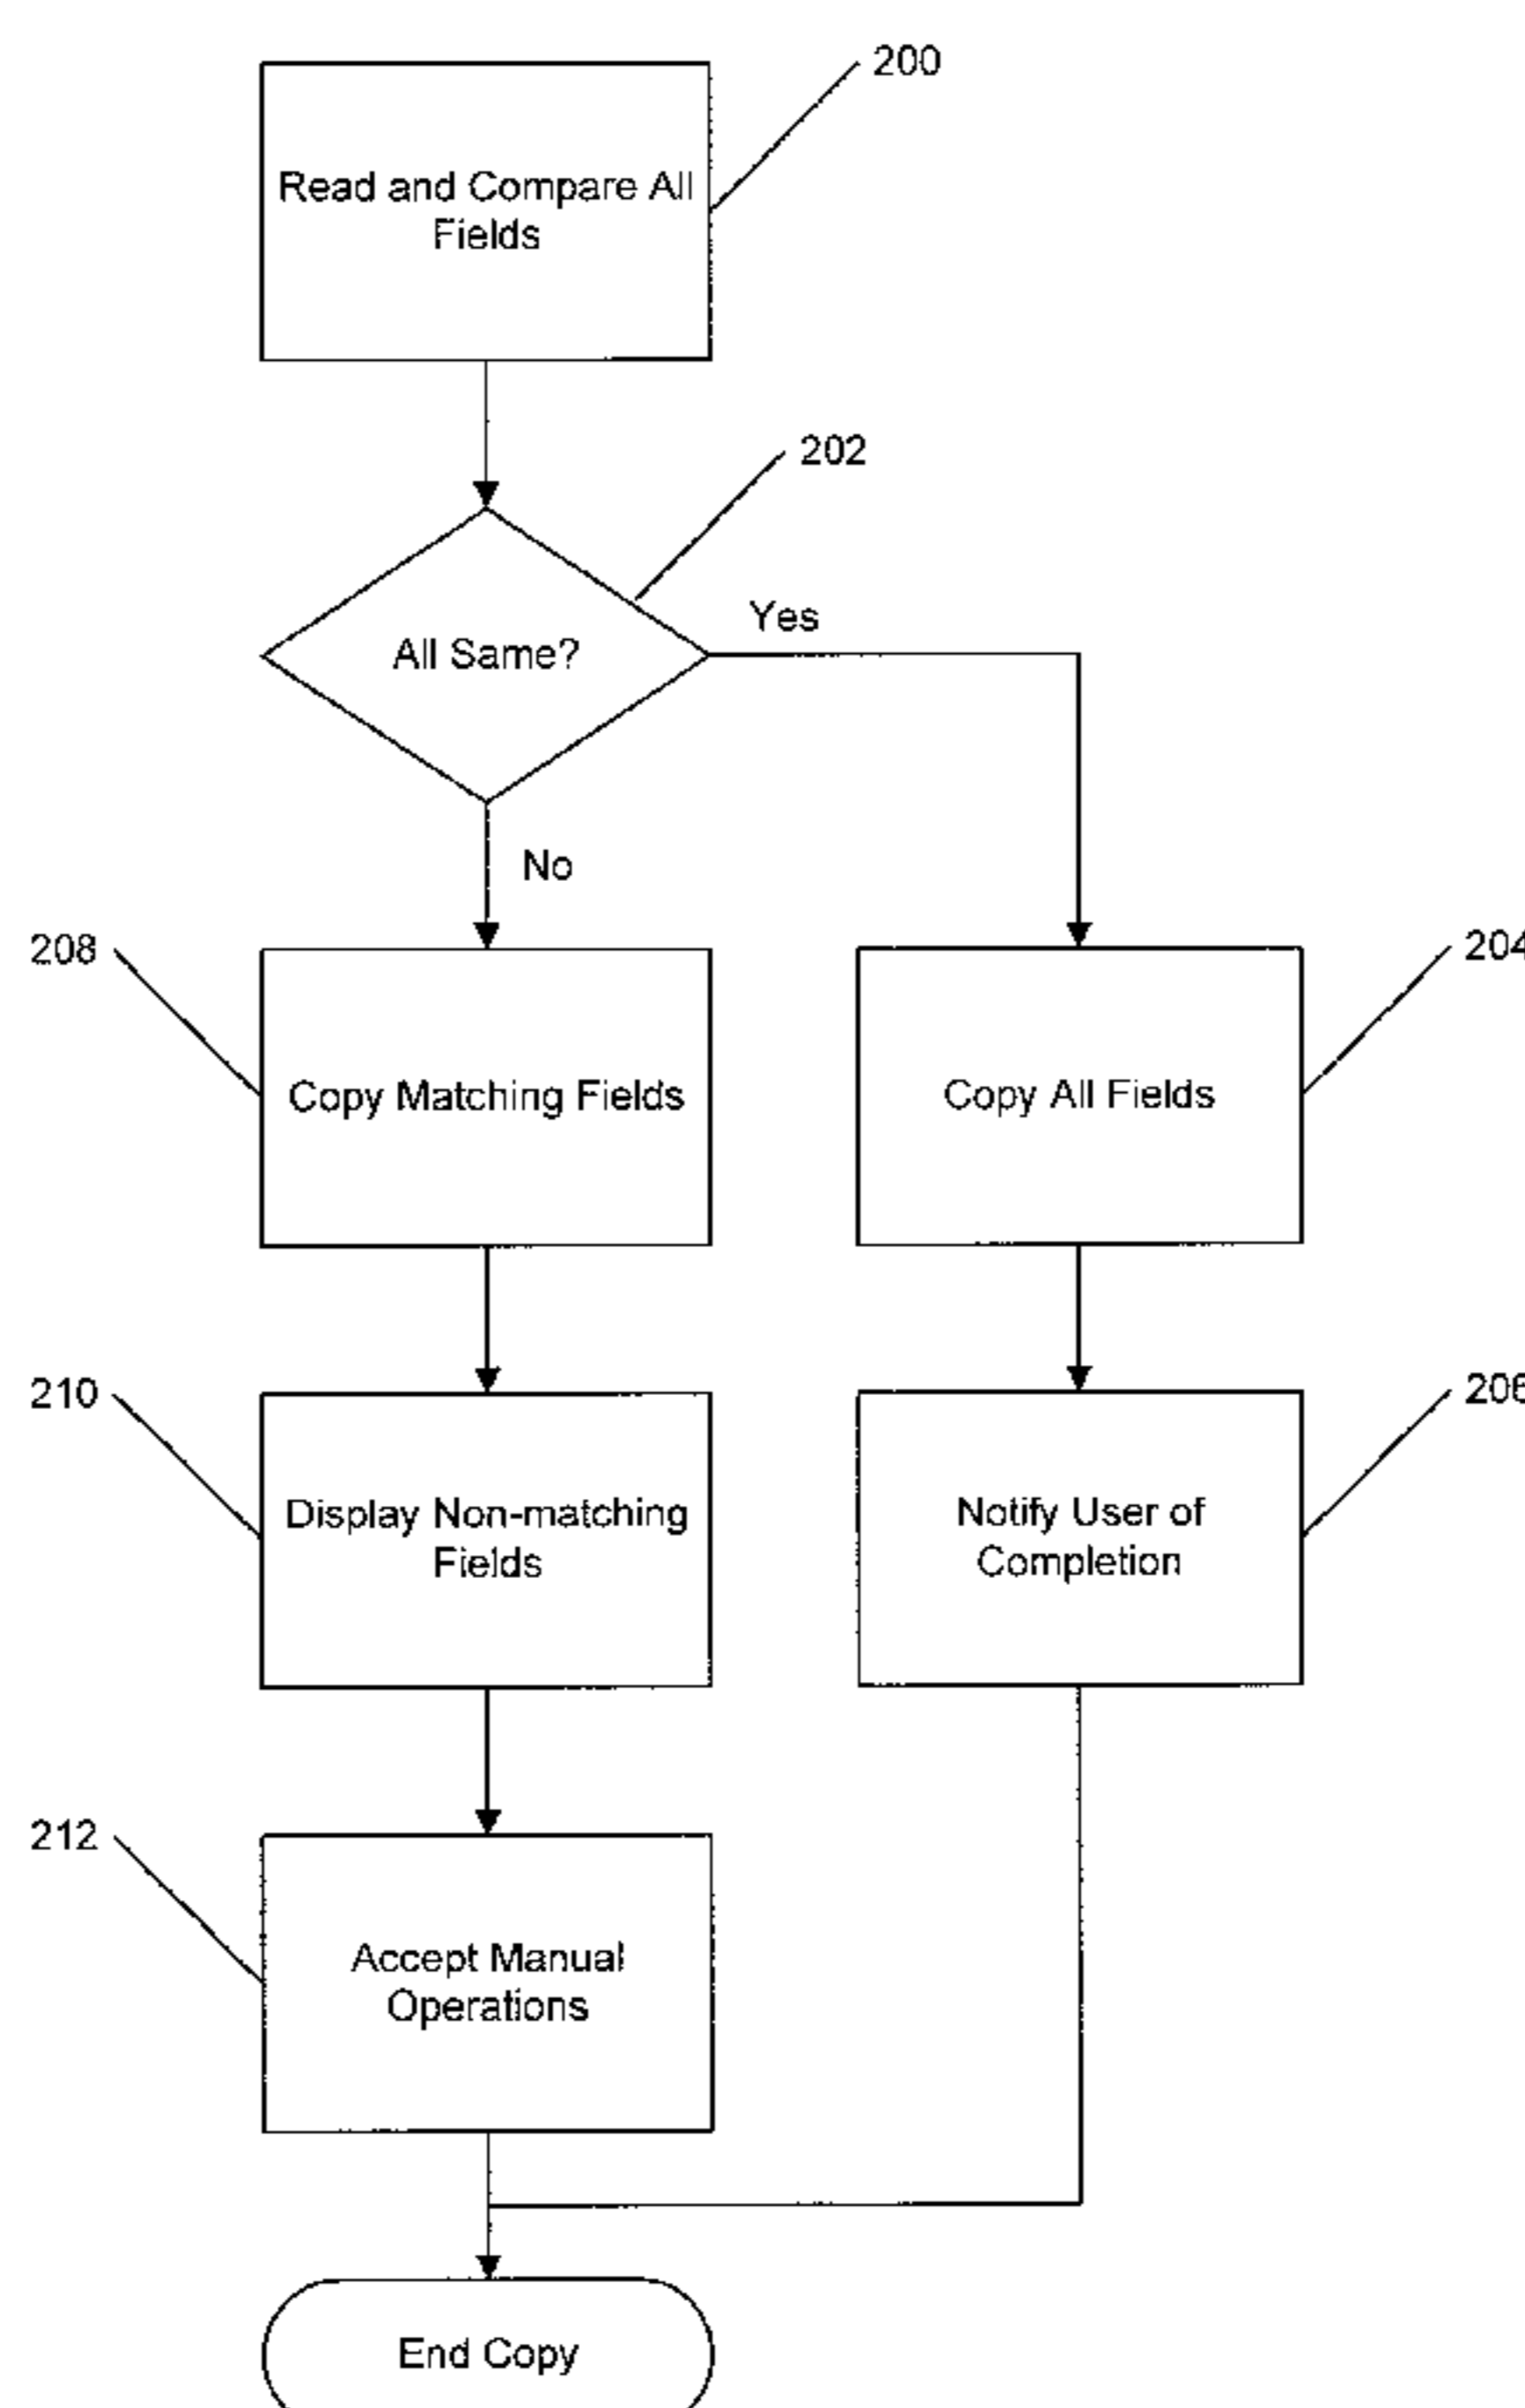 200
Read and Compare All
Fields
202
All Same?
Yes
No
208
Copy Matching Fields
Copy All Fields
204
210
Display Non-matching
Fields
Notify User of
Completion
206
212
Accept Manual
Operations
End Copy